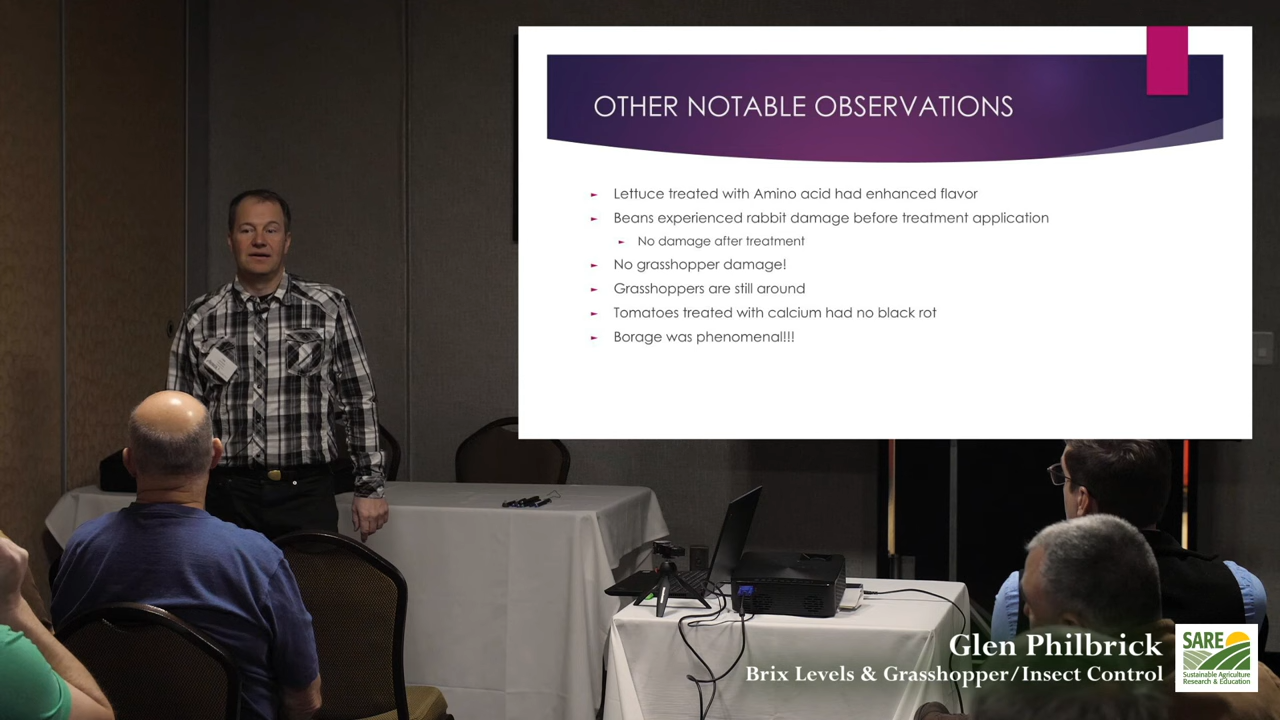 OTHER NOTABLE OBSERVATIONS
Lettuce treated with Amino acid had enhanced flavor
Beans experienced rabbit damage before treatment application
No damage after treatment
No grasshopper damage!
Grasshoppers are still around
Tomatoes treated with calcium had no black rot
Borage was phenomenal!!!
Glen Philbrick
Brix Levels & Grasshopper/Insect Control
SARE
Sustainable Agriculture
Research & Education